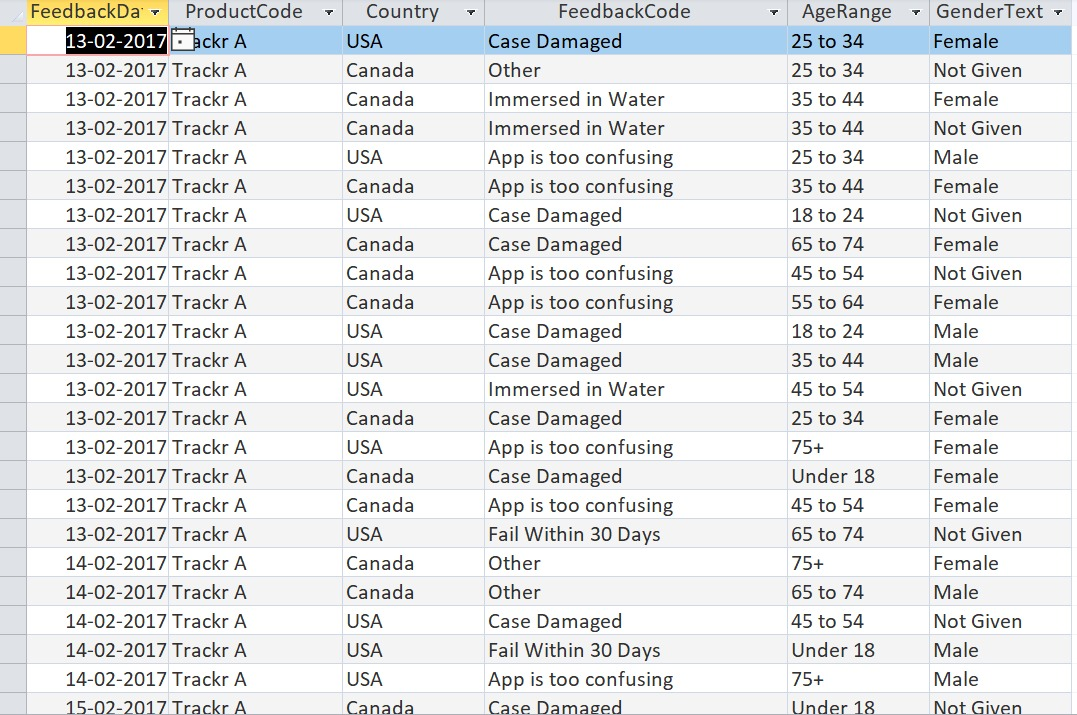 FeedbackDa ProductCode Country FeedbackCode AgeRange GenderText
13-02-2017 Trackr A USA Case Damaged 25 to 34 Female
13-02-2017 Trackr A Canada Other 25 to 34 Not Given
13-02-2017 Trackr A Canada Immersed in Water 35 to 44 Female
13-02-2017 Trackr A Canada Immersed in Water 35 to 44 Not Given
13-02-2017 Trackr A USA App is too confusing 25 to 34 Male
13-02-2017 Trackr A Canada App is too confusing 35 to 44 Female
13-02-2017 Trackr A USA Case Damaged 18 to 24 Not Given
13-02-2017 Trackr A Canada Case Damaged 65 to 74 Female
13-02-2017 Trackr A Canada App is too confusing 45 to 54 Not Given
13-02-2017 Trackr A Canada App is too confusing 55 to 64 Female
13-02-2017 Trackr A USA Case Damaged 18 to 24 Male
13-02-2017 Trackr A USA Case Damaged 35 to 44 Male
13-02-2017 Trackr A USA Immersed in Water 45 to 54 Not Given
13-02-2017 Trackr A Canada Case Damaged 25 to 34 Female
13-02-2017 Trackr A USA App is too confusing 75+ Female
13-02-2017 Trackr A Canada Case Damaged Under 18 Female
13-02-2017 Trackr A Canada App is too confusing 45 to 54 Female
13-02-2017 Trackr A USA Fail Within 30 Days 65 to 74 Not Given
14-02-2017 Trackr A Canada Other 75+ Female
14-02-2017 Trackr A Canada Other 65 to 74 Male
14-02-2017 Trackr A USA Case Damaged 45 to 54 Not Given
14-02-2017 Trackr A USA Fail Within 30 Days Under 18 Male
14-02-2017 Trackr A USA App is too confusing 75+ Male
15-02-2017 Trackr A Canada Case Damaged Under 18 Not Given